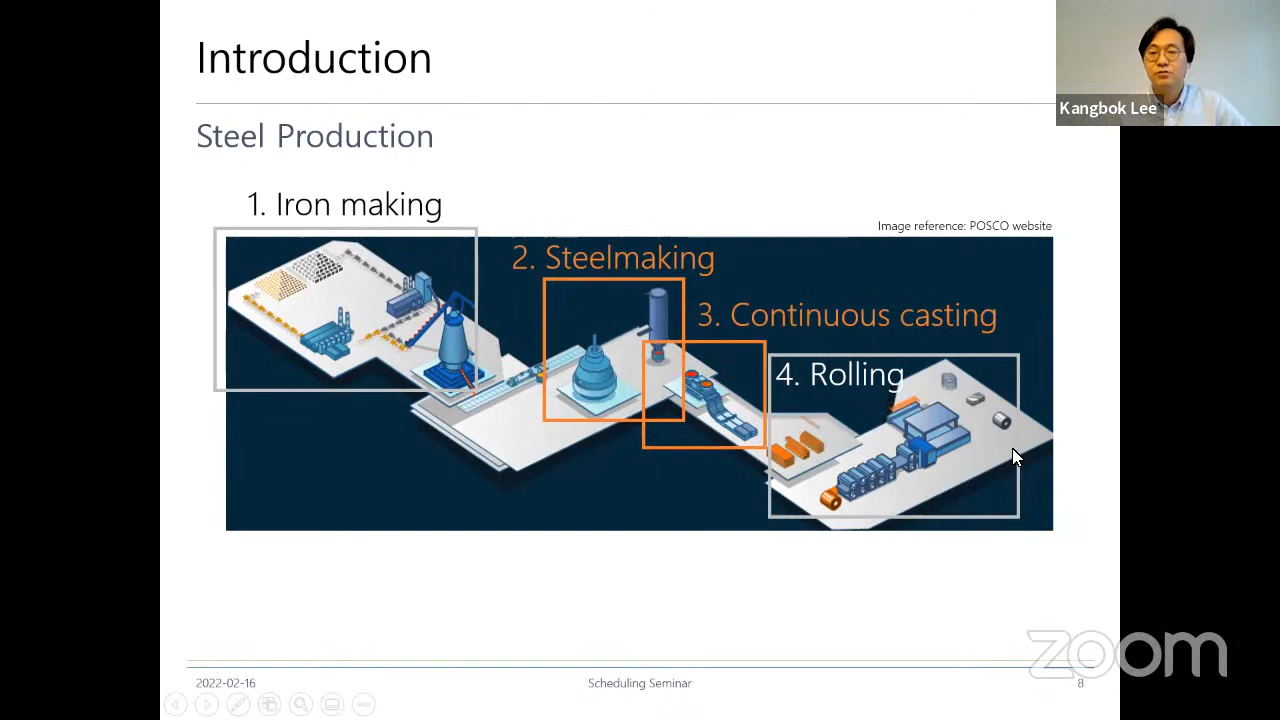 Introduction
Kangbok Lee
Steel Production
1. Iron making
Image reference: POSCO website
2. Steelmaking
3. Continuous casting
4. Rolling
zoom
2022-02-16
Scheduling Seminar
8